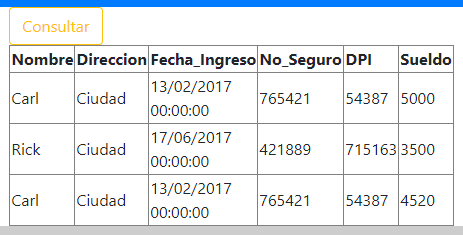 Consultar
Nombre Direccion Fecha_Ingreso No_Seguro DPI Sueldo
Carl Ciudad 13/02/2017 00:00:00 765421 54387 5000
Rick Ciudad 17/06/2017 00:00:00 421889 715163 3500
Carl Ciudad 13/02/2017 00:00:00 765421 54387 4520